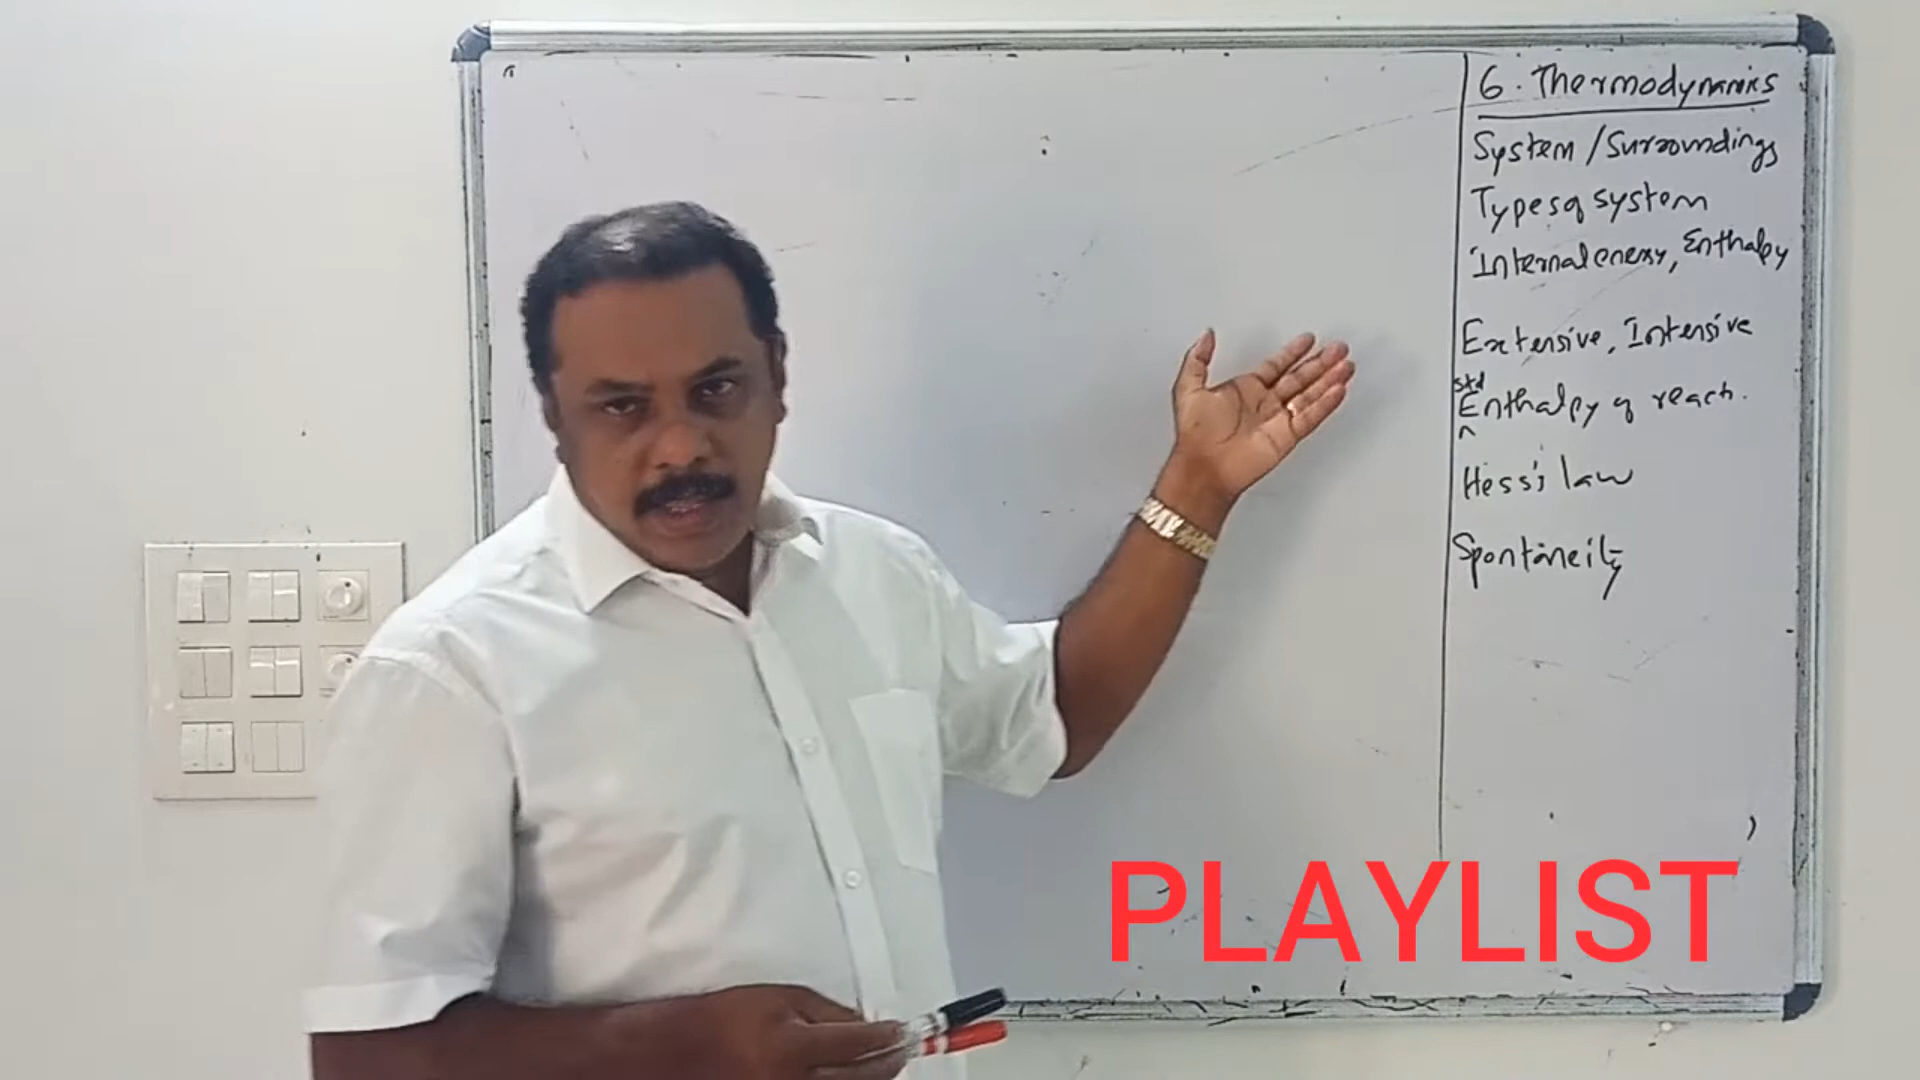 6. Thermodynamics
System / Surroundings
Types of system
Internal energy, Enthalpy
Extensive, Intensive
std
Enthalpy of reach.
Hess's law
Spontaneity
PLAYLIST